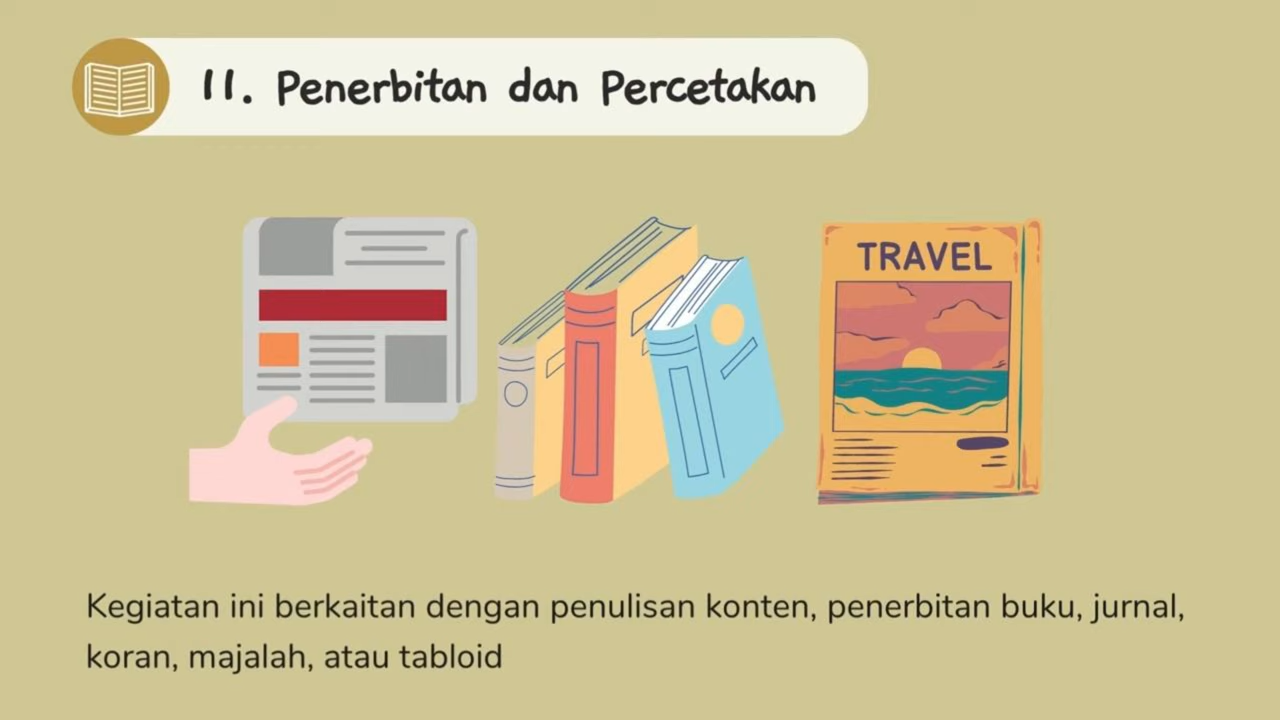 11. Penerbitan dan Percetakan
TRAVEL
Kegiatan ini berkaitan dengan penulisan konten, penerbitan buku, jurnal,
koran, majalah, atau tabloid